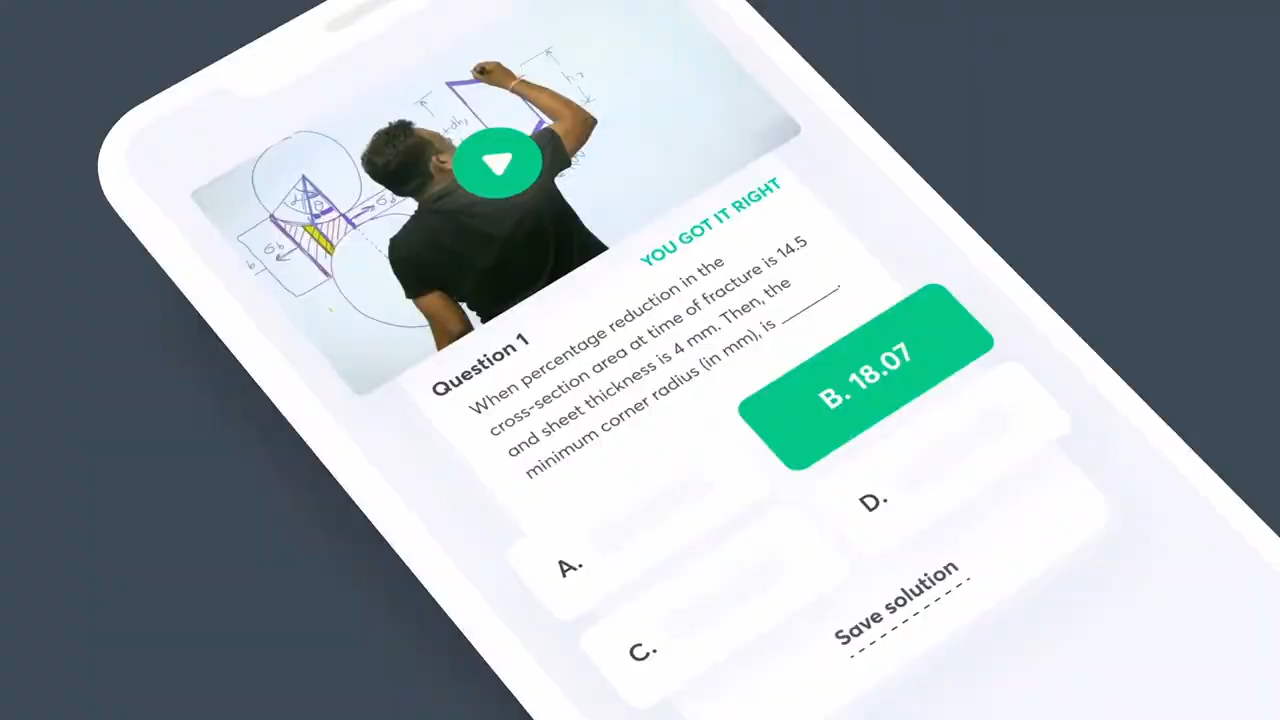 YOU GOT IT RIGHT
Question 1
When percentage reduction in the
cross-section area at time of fracture is 14.5
and sheet thickness is 4 mm. Then, the
minimum corner radius (in mm), is ______.
A.
B. 18.07
C.
D.
Save solution